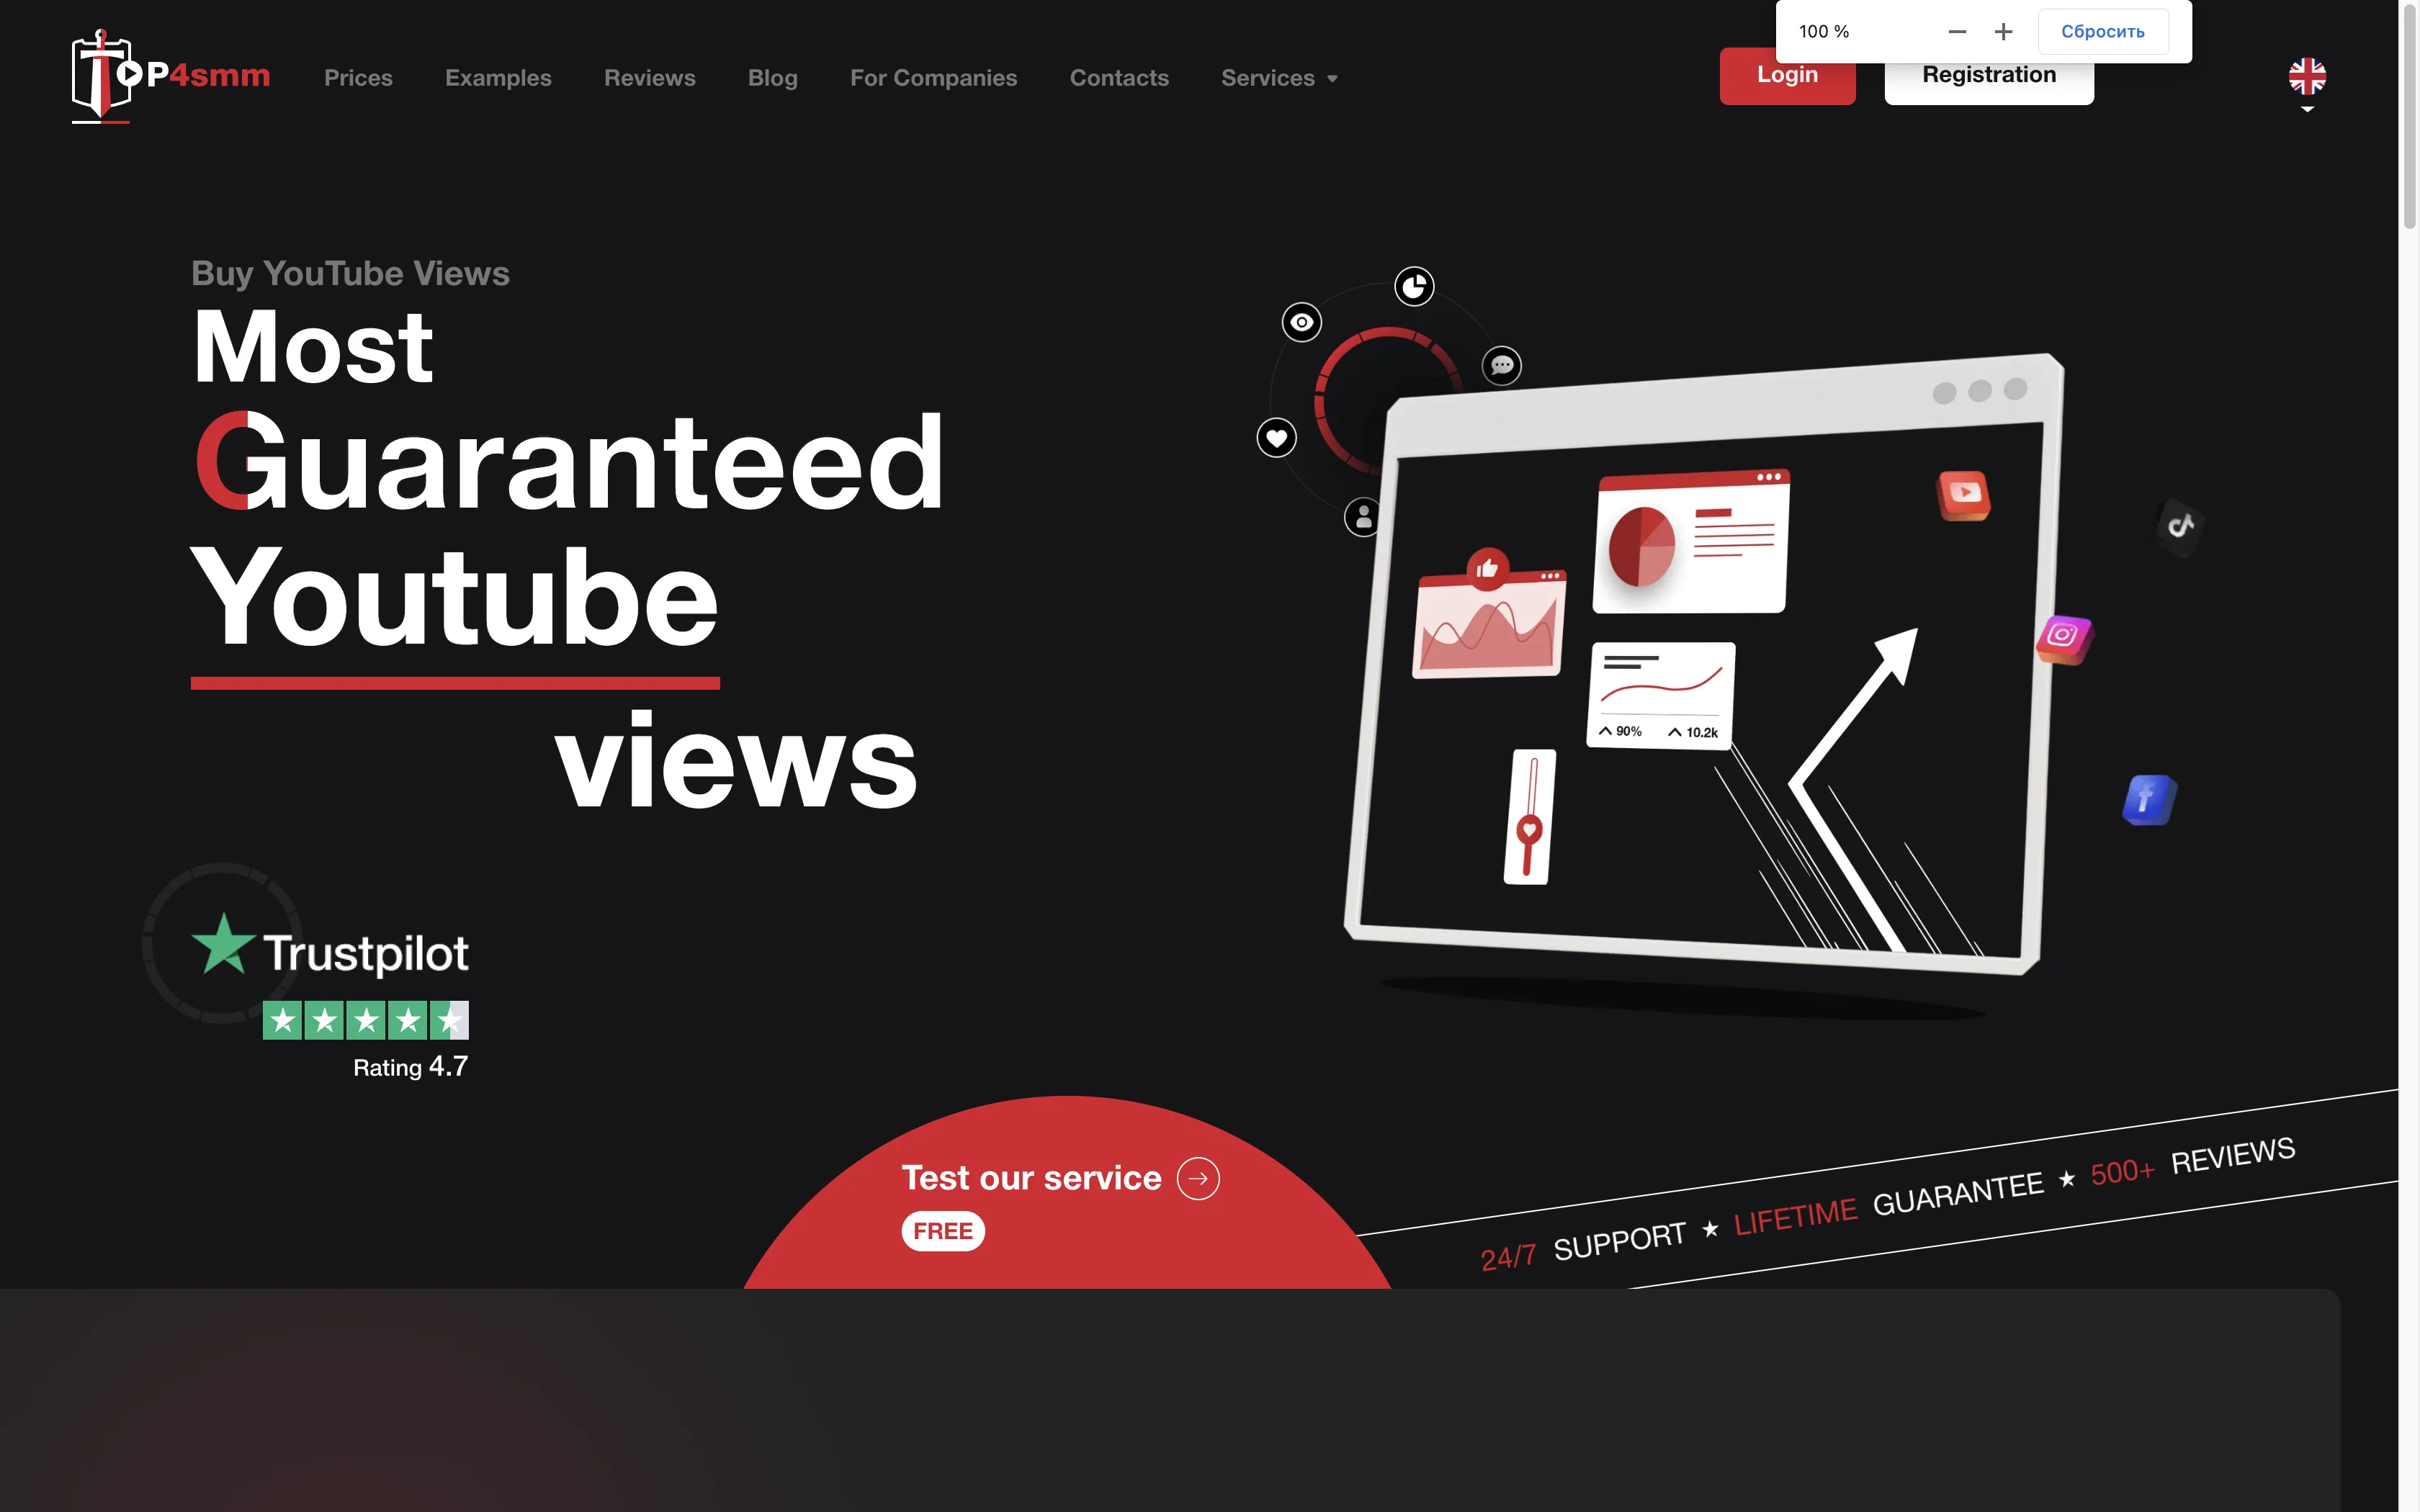 100 %
Сбросить
TOP4smm
Prices
Examples
Reviews
Blog
For Companies
Contacts
Services
Login
Registration
Buy YouTube Views
Most
Guaranteed
Youtube
views
90%
10.2k
Trustpilot
Rating 4.7
Test our service
FREE
24/7 SUPPORT ★ LIFETIME GUARANTEE ★ 500+ REVIEWS